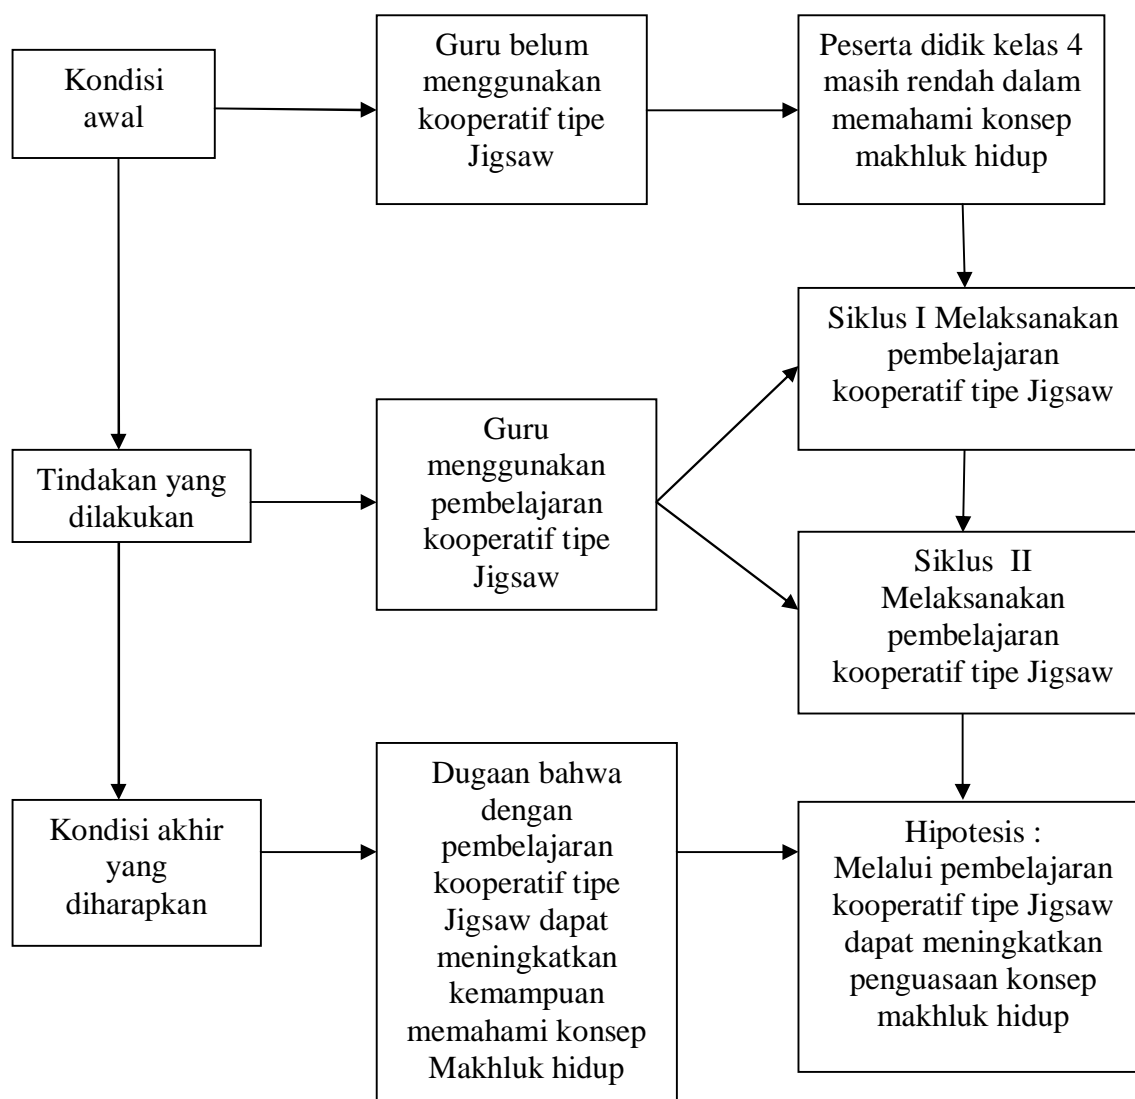 Kondisi
awal
Guru belum
menggunakan
kooperatif tipe
Jigsaw
Peserta didik kelas 4
masih rendah dalam
memahami konsep
makhluk hidup
Siklus I Melaksanakan
pembelajaran
kooperatif tipe Jigsaw
Tindakan yang
dilakukan
Guru
menggunakan
pembelajaran
kooperatif tipe
Jigsaw
Siklus II
Melaksanakan
pembelajaran
kooperatif tipe Jigsaw
Kondisi akhir
yang
diharapkan
Dugaan bahwa
dengan
pembelajaran
kooperatif tipe
Jigsaw dapat
meningkatkan
kemampuan
memahami konsep
Makhluk hidup
Hipotesis :
Melalui pembelajaran
kooperatif tipe Jigsaw
dapat meningkatkan
penguasaan konsep
makhluk hidup